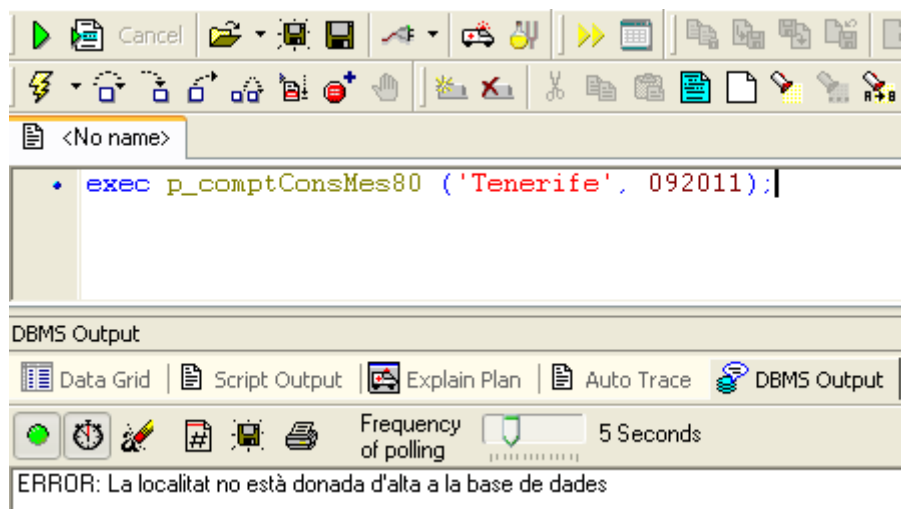 Cancel
<No name>
exec p_comptConsMes80 ('Tenerife', 092011);
DBMS Output
Data Grid Script Output Explain Plan Auto Trace DBMS Output
Frequency of polling 5 Seconds
ERROR: La localitat no està donada d'alta a la base de dades